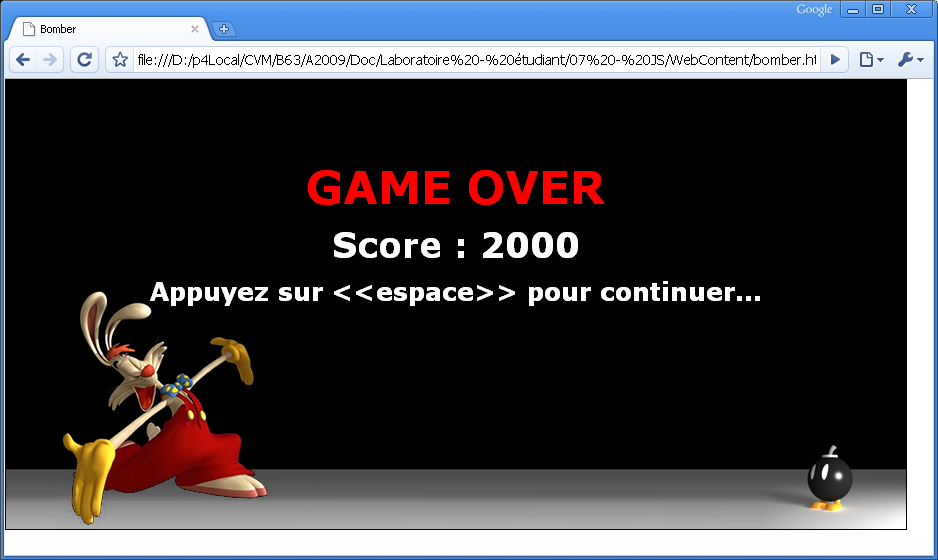 Google
Bomber
file:///D:/p4Local/CVM/B63/A2009/Doc/Laboratoire%20-%20étudiant/07%20-%20JS/WebContent/bomber.ht
GAME OVER
Score : 2000
Appuyez sur <<espace>> pour continuer...